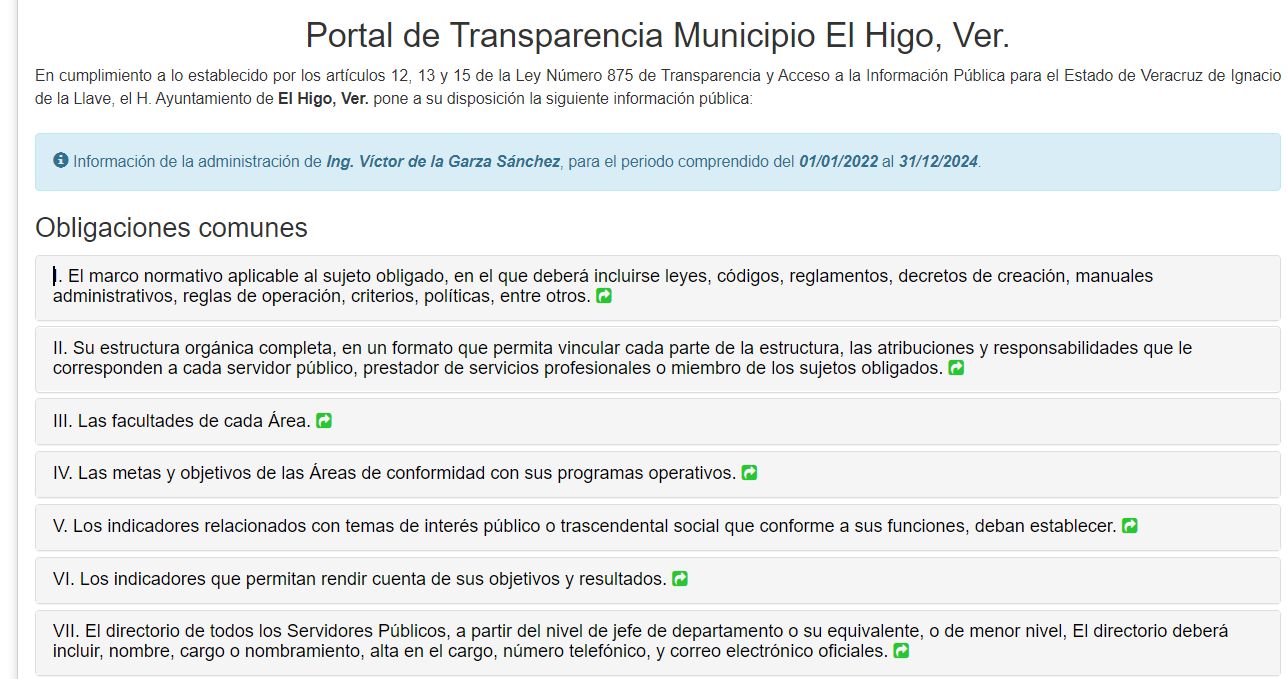 Portal de Transparencia Municipio El Higo, Ver.
En cumplimiento a lo establecido por los artículos 12, 13 y 15 de la Ley Número 875 de Transparencia y Acceso a la Información Pública para el Estado de Veracruz de Ignacio
de la Llave, el H. Ayuntamiento de El Higo, Ver. pone a su disposición la siguiente información pública:
Información de la administración de Ing. Víctor de la Garza Sánchez, para el periodo comprendido del 01/01/2022 al 31/12/2024.
Obligaciones comunes
I. El marco normativo aplicable al sujeto obligado, en el que deberá incluirse leyes, códigos, reglamentos, decretos de creación, manuales
administrativos, reglas de operación, criterios, políticas, entre otros.
II. Su estructura orgánica completa, en un formato que permita vincular cada parte de la estructura, las atribuciones y responsabilidades que le
corresponden a cada servidor público, prestador de servicios profesionales o miembro de los sujetos obligados.
III. Las facultades de cada Área.
IV. Las metas y objetivos de las Áreas de conformidad con sus programas operativos.
V. Los indicadores relacionados con temas de interés público o trascendental social que conforme a sus funciones, deban establecer.
VI. Los indicadores que permitan rendir cuenta de sus objetivos y resultados.
VII. El directorio de todos los Servidores Públicos, a partir del nivel de jefe de departamento o su equivalente, o de menor nivel, El directorio deberá
incluir, nombre, cargo o nombramiento, alta en el cargo, número telefónico, y correo electrónico oficiales.